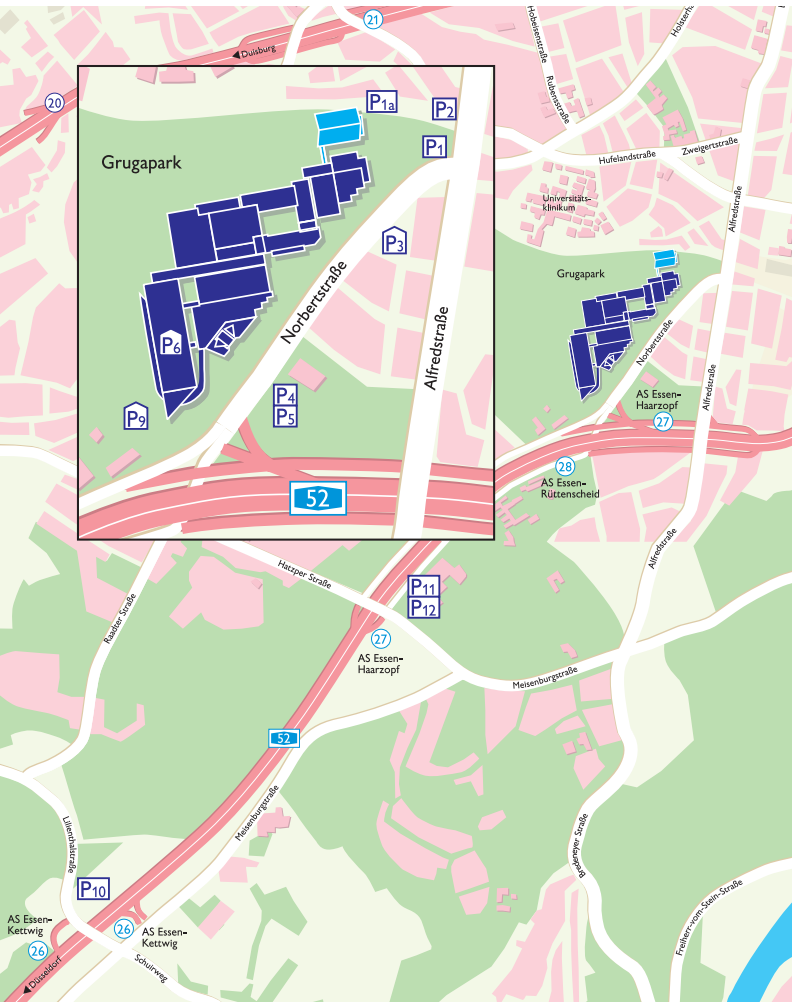 21
Duisburg
20
Hobeisenstraße
Rubensstraße
Hufelandstraße
Zweigertstraße
Alfredstraße
Universitäts-
klinikum
Grugapark
P1a
P2
P1
P3
Norbertstraße
Alfredstraße
P6
P4
P5
P9
52
Grugapark
Norbertstraße
AS Essen-
Haarzopf
27
Alfredstraße
28
AS Essen-
Rüttenscheid
Alfredstraße
Hatzper Straße
Raadter Straße
P11
P12
27
AS Essen-
Haarzopf
Meisenburgstraße
52
Meisenburgstraße
Lilienthalstraße
Bredeneyer Straße
P10
Freiherr-vom-Stein-Straße
AS Essen-
Kettwig
26
26
AS Essen-
Kettwig
Schuirweg
Düsseldorf